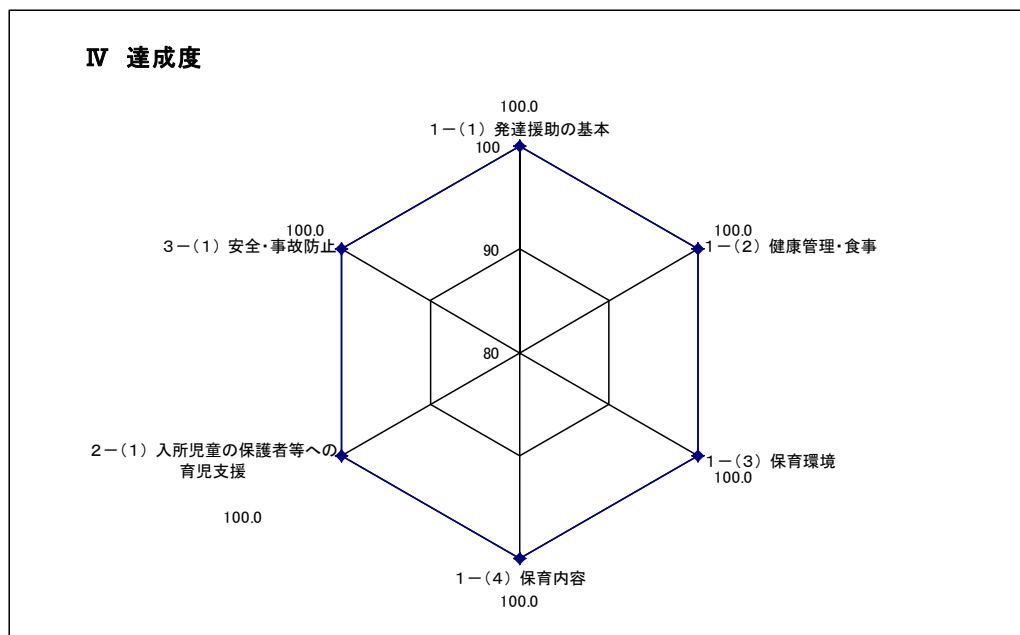 Ⅳ 達成度
100.0
1－(1) 発達援助の基本
100
100.0
3－(1) 安全・事故防止
100.0
1－(2) 健康管理・食事
90
80
2－(1) 入所児童の保護者等への
育児支援
100.0
1－(3) 保育環境
100.0
1－(4) 保育内容
100.0